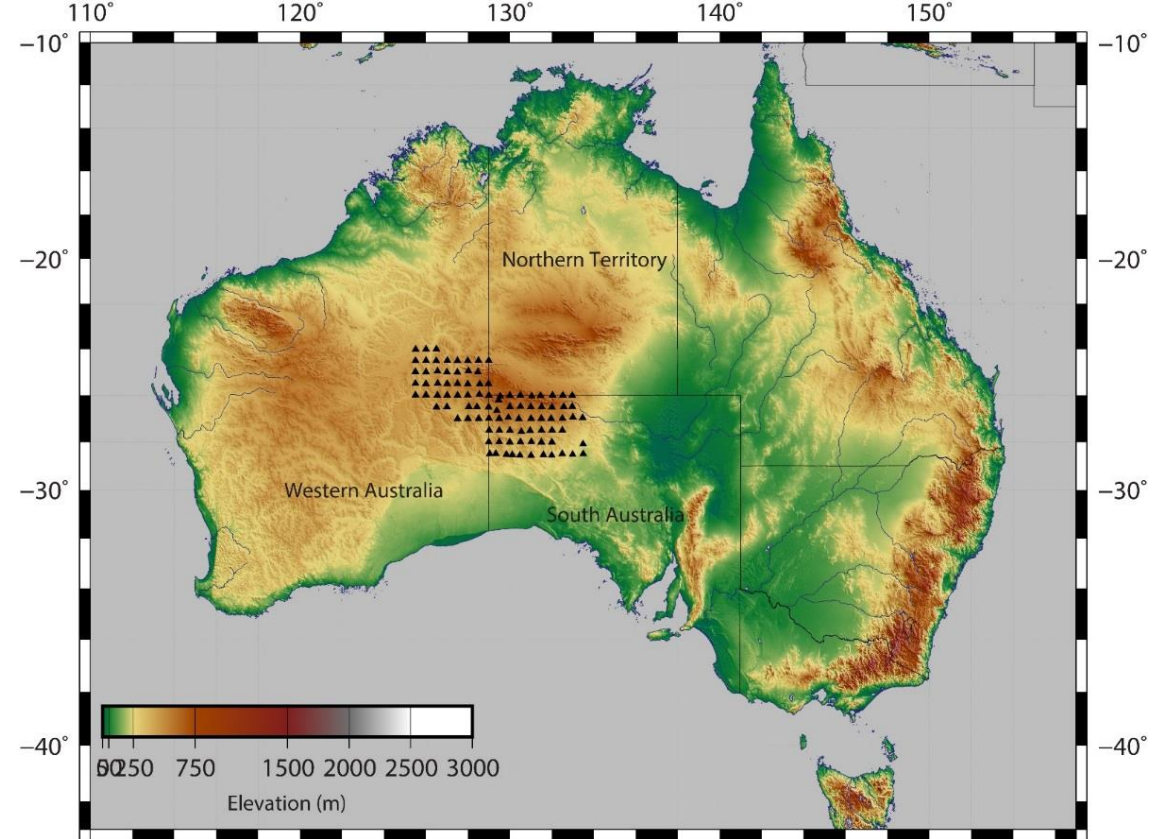 110° 120° 130° 140° 150°
−10° −10°
−20° −20°
Northern Territory
−30° −30°
Western Australia
South Australia
−40° −40°
250 750 1500 2000 2500 3000
Elevation (m)